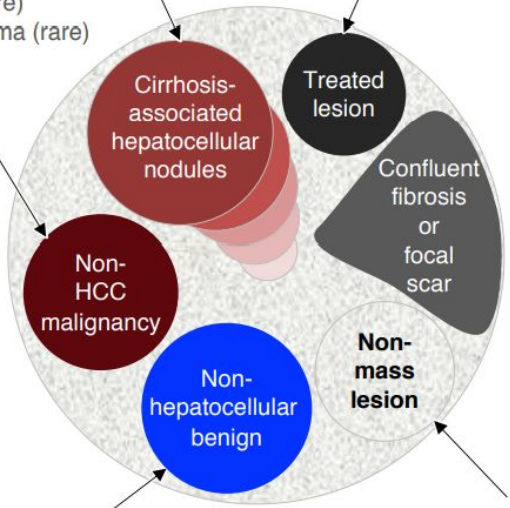 re)
ma (rare)
Cirrhosis-
associated
hepatocellular
nodules
Treated
lesion
Confluent
fibrosis
or
focal
scar
Non-
HCC
malignancy
Non-
mass
lesion
Non-
hepatocellular
benign